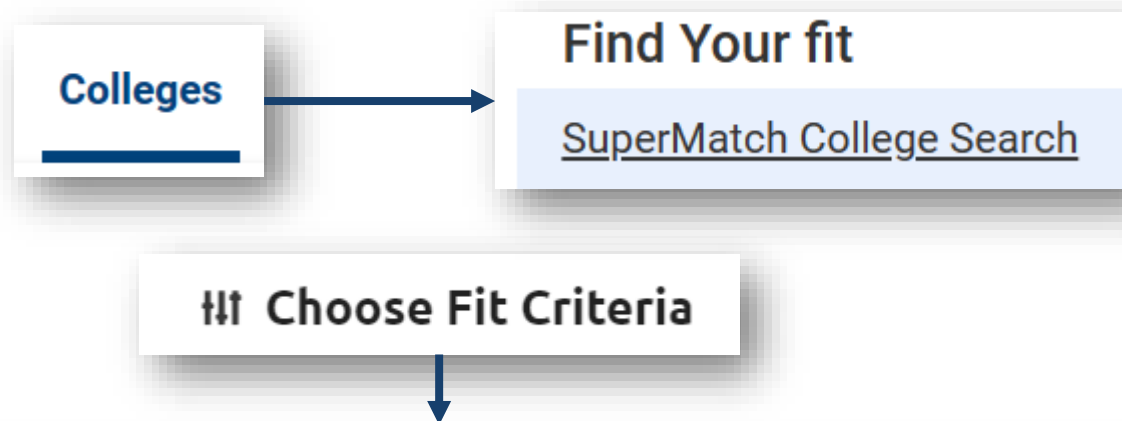 Colleges
Find Your fit
SuperMatch College Search
Choose Fit Criteria